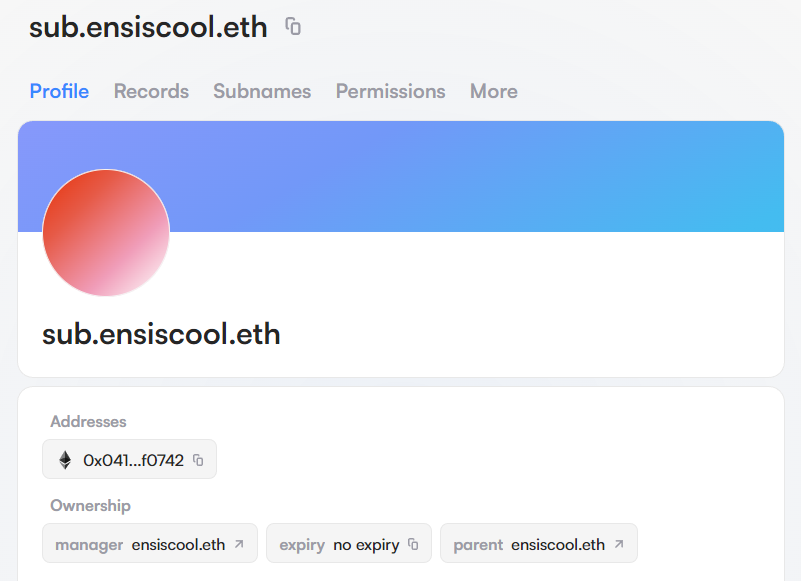 sub.ensiscool.eth
Profile Records Subnames Permissions More
sub.ensiscool.eth
Addresses
0x041...f0742
Ownership
manager ensiscool.eth expiry no expiry parent ensiscool.eth